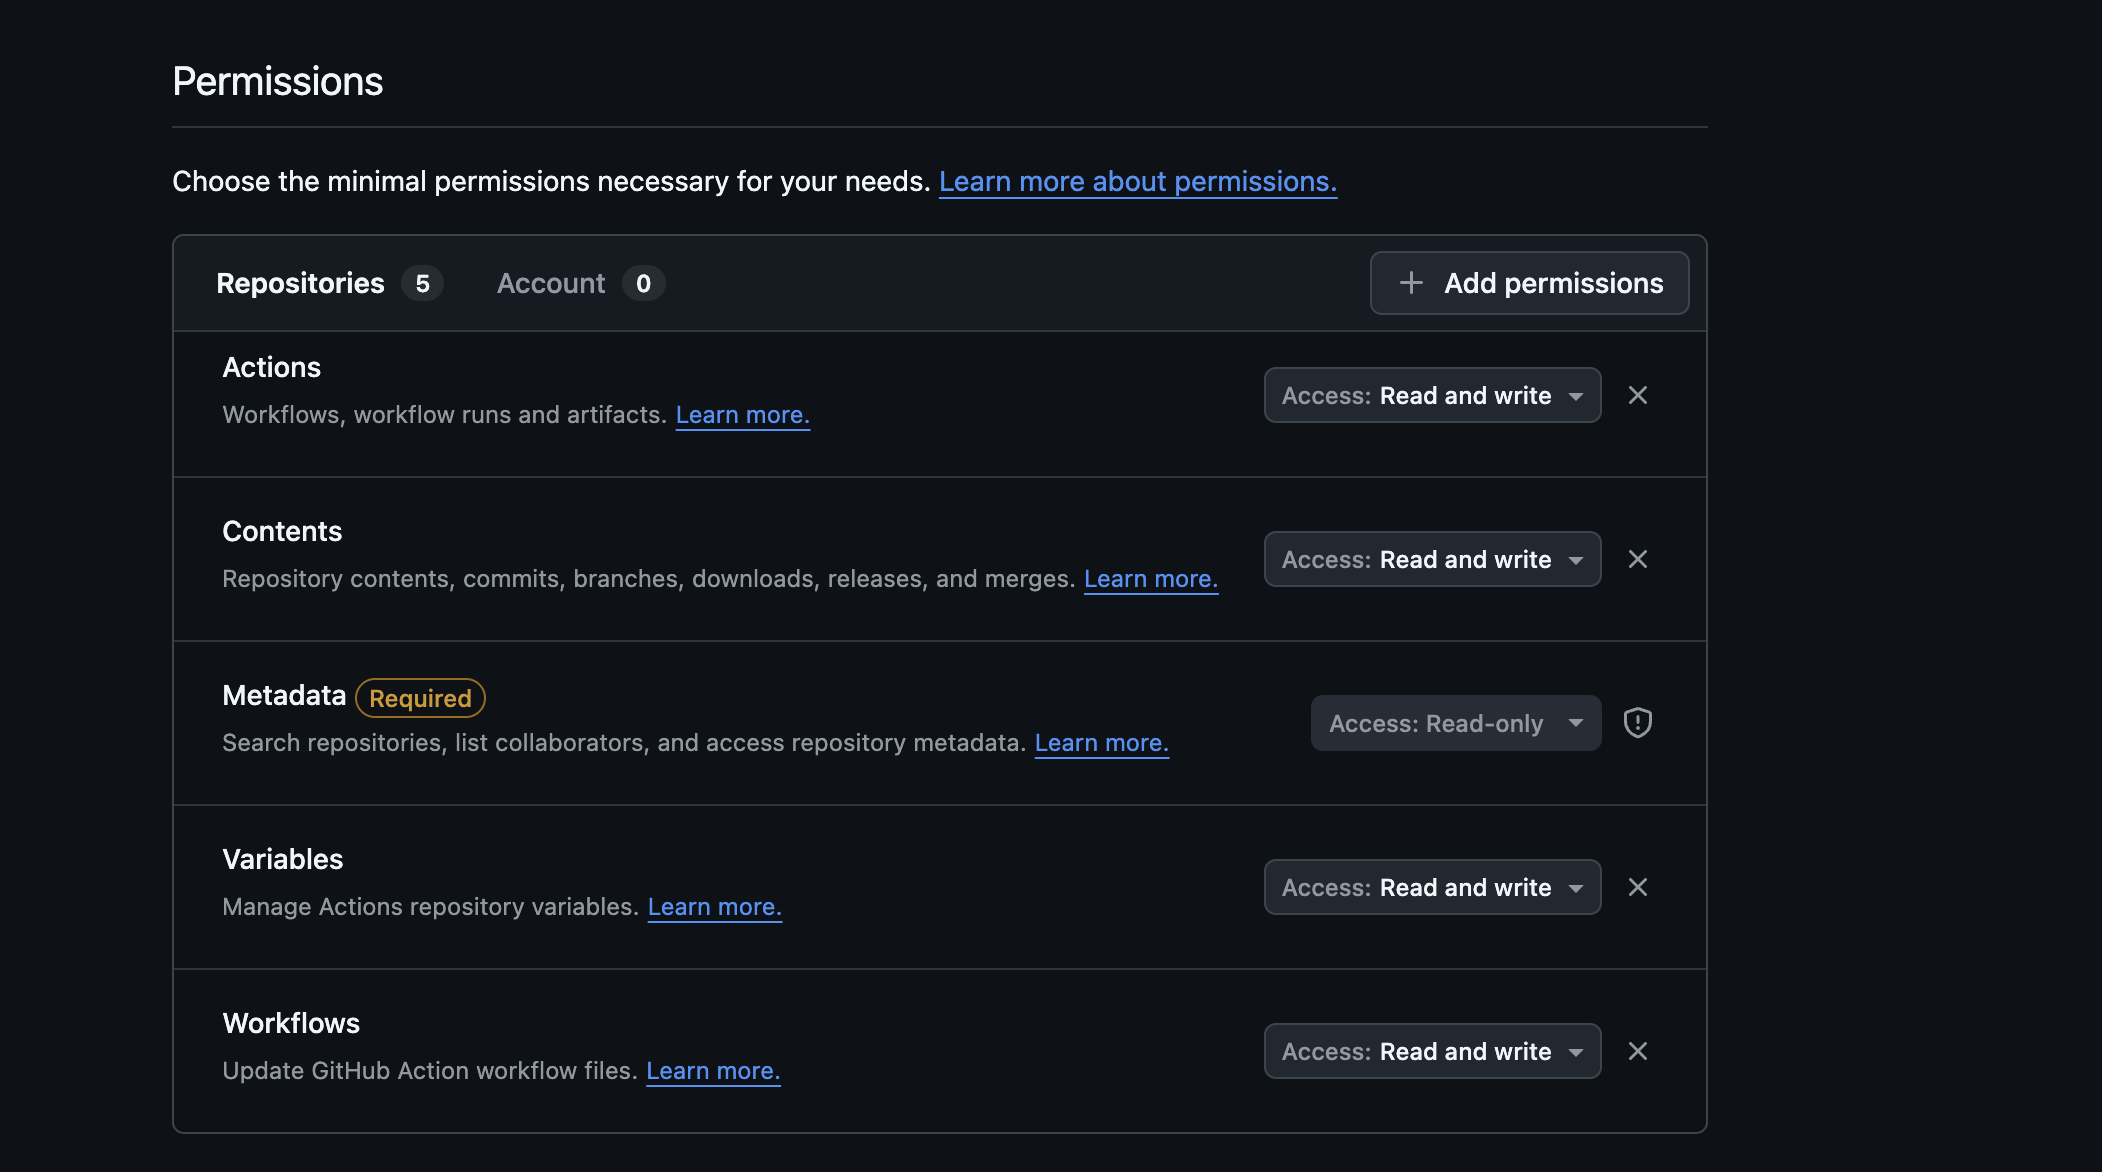 Permissions
Choose the minimal permissions necessary for your needs. Learn more about permissions.
Repositories 5 Account 0 Add permissions
Actions
Workflows, workflow runs and artifacts. Learn more.
Access: Read and write
Contents
Repository contents, commits, branches, downloads, releases, and merges. Learn more.
Access: Read and write
Metadata Required
Search repositories, list collaborators, and access repository metadata. Learn more.
Access: Read-only
Variables
Manage Actions repository variables. Learn more.
Access: Read and write
Workflows
Update GitHub Action workflow files. Learn more.
Access: Read and write